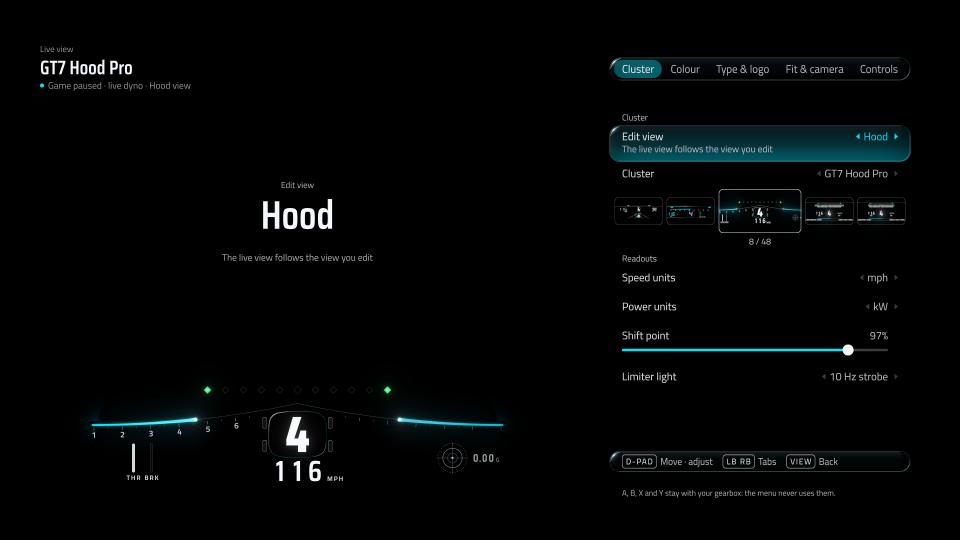 Live view
GT7 Hood Pro
Game paused · live dyno · Hood view
Edit view
Hood
The live view follows the view you edit
1 2 3 4 5 6
4
116 MPH
THR BRK
0.00 G
Cluster Colour Type & logo Fit & camera Controls
Cluster
Edit view Hood
The live view follows the view you edit
Cluster GT7 Hood Pro
4
116
8 / 48
Readouts
Speed units mph
Power units kW
Shift point 97%
Limiter light 10 Hz strobe
D-PAD Move · adjust LB RB Tabs VIEW Back
A, B, X and Y stay with your gearbox: the menu never uses them.